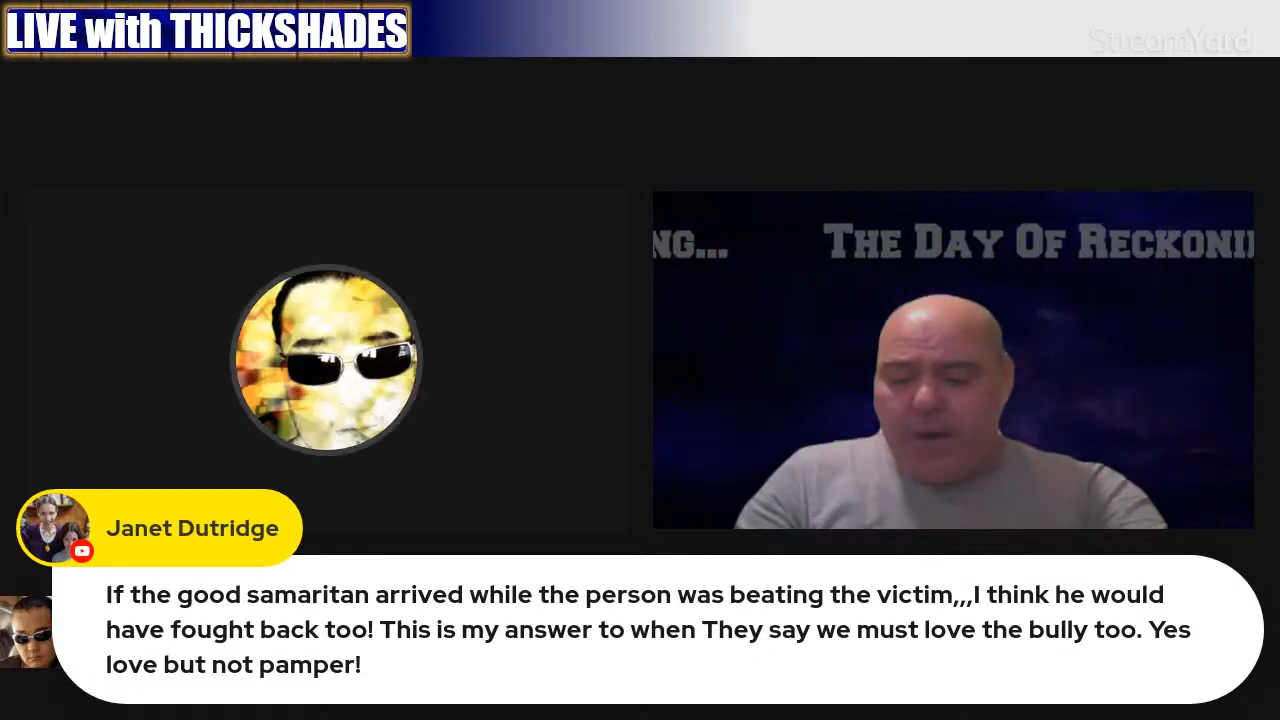 LIVE with THICKSHADES
StreamYard
NG... THE DAY OF RECKONI
Janet Dutridge
If the good samaritan arrived while the person was beating the victim,,,I think he would
have fought back too! This is my answer to when They say we must love the bully too. Yes
love but not pamper!